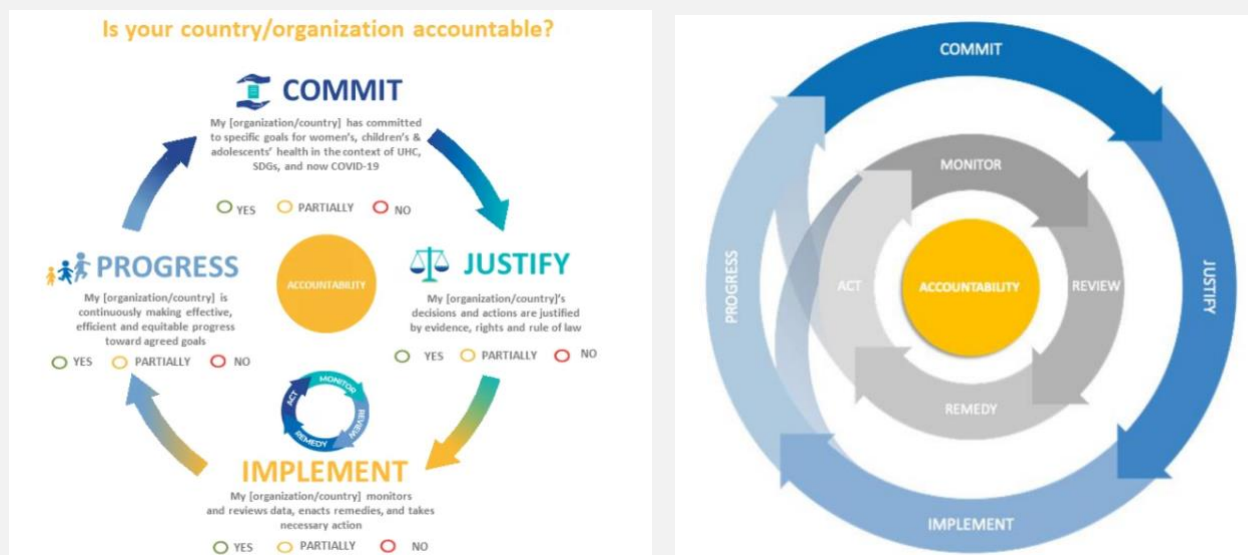 Is your country/organization accountable?
COMMIT
My [organization/country] has committed
to specific goals for women's, children's &
adolescents' health in the context of UHC,
SDGs, and now COVID-19
YES PARTIALLY NO
PROGRESS
My [organization/country] is
continuously making effective,
efficient and equitable progress
toward agreed goals
YES PARTIALLY NO
ACCOUNTABILITY
JUSTIFY
My [organization/country]'s
decisions and actions are justified
by evidence, rights and rule of law
YES PARTIALLY NO
MONITOR
REVIEW
REMEDY
ACT
IMPLEMENT
My [organization/country] monitors
and reviews data, enacts remedies, and takes
necessary action
YES PARTIALLY NO
COMMIT
JUSTIFY
IMPLEMENT
PROGRESS
MONITOR
REVIEW
REMEDY
ACT
ACCOUNTABILITY